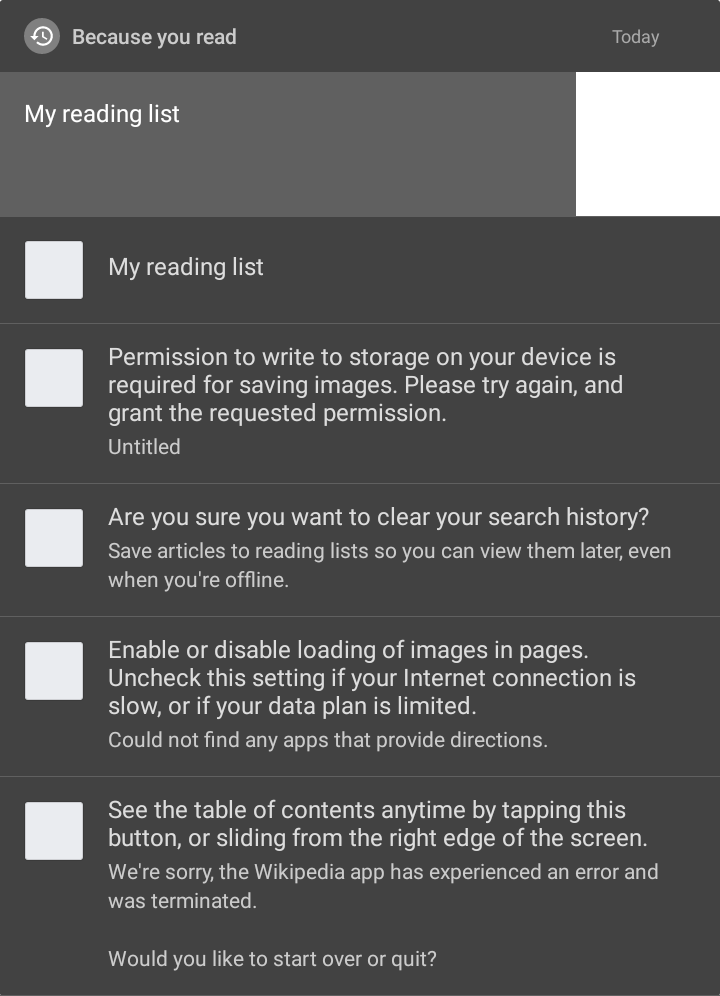 Because you read
Today
My reading list
My reading list
Permission to write to storage on your device is
required for saving images. Please try again, and
grant the requested permission.
Untitled
Are you sure you want to clear your search history?
Save articles to reading lists so you can view them later, even
when you're offline.
Enable or disable loading of images in pages.
Uncheck this setting if your Internet connection is
slow, or if your data plan is limited.
Could not find any apps that provide directions.
See the table of contents anytime by tapping this
button, or sliding from the right edge of the screen.
We're sorry, the Wikipedia app has experienced an error and
was terminated.
Would you like to start over or quit?